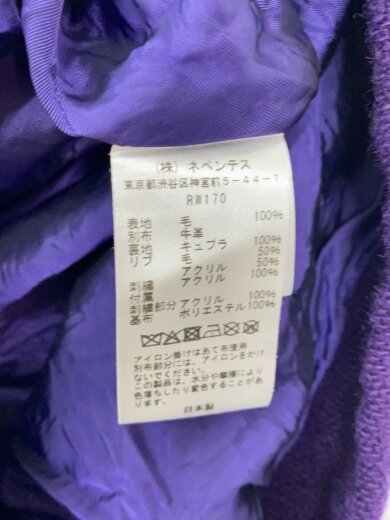 (株) ネペンテス
東京都渋谷区神宮前5-44-1
RW170
表地 毛 100%
別布 牛革
裏地 キュプラ 100%
リブ 毛 50%
アクリル 50%
刺繍 アクリル 100%
付属
刺繍部分 アクリル 100%
基布 ポリエステル 100%
アイロン掛けはあて布使用
別布部分には、アイロンをかけ
ないでください。
この製品は、水分や摩擦により
色落ちしたり変色することがあ
ります。
日本製